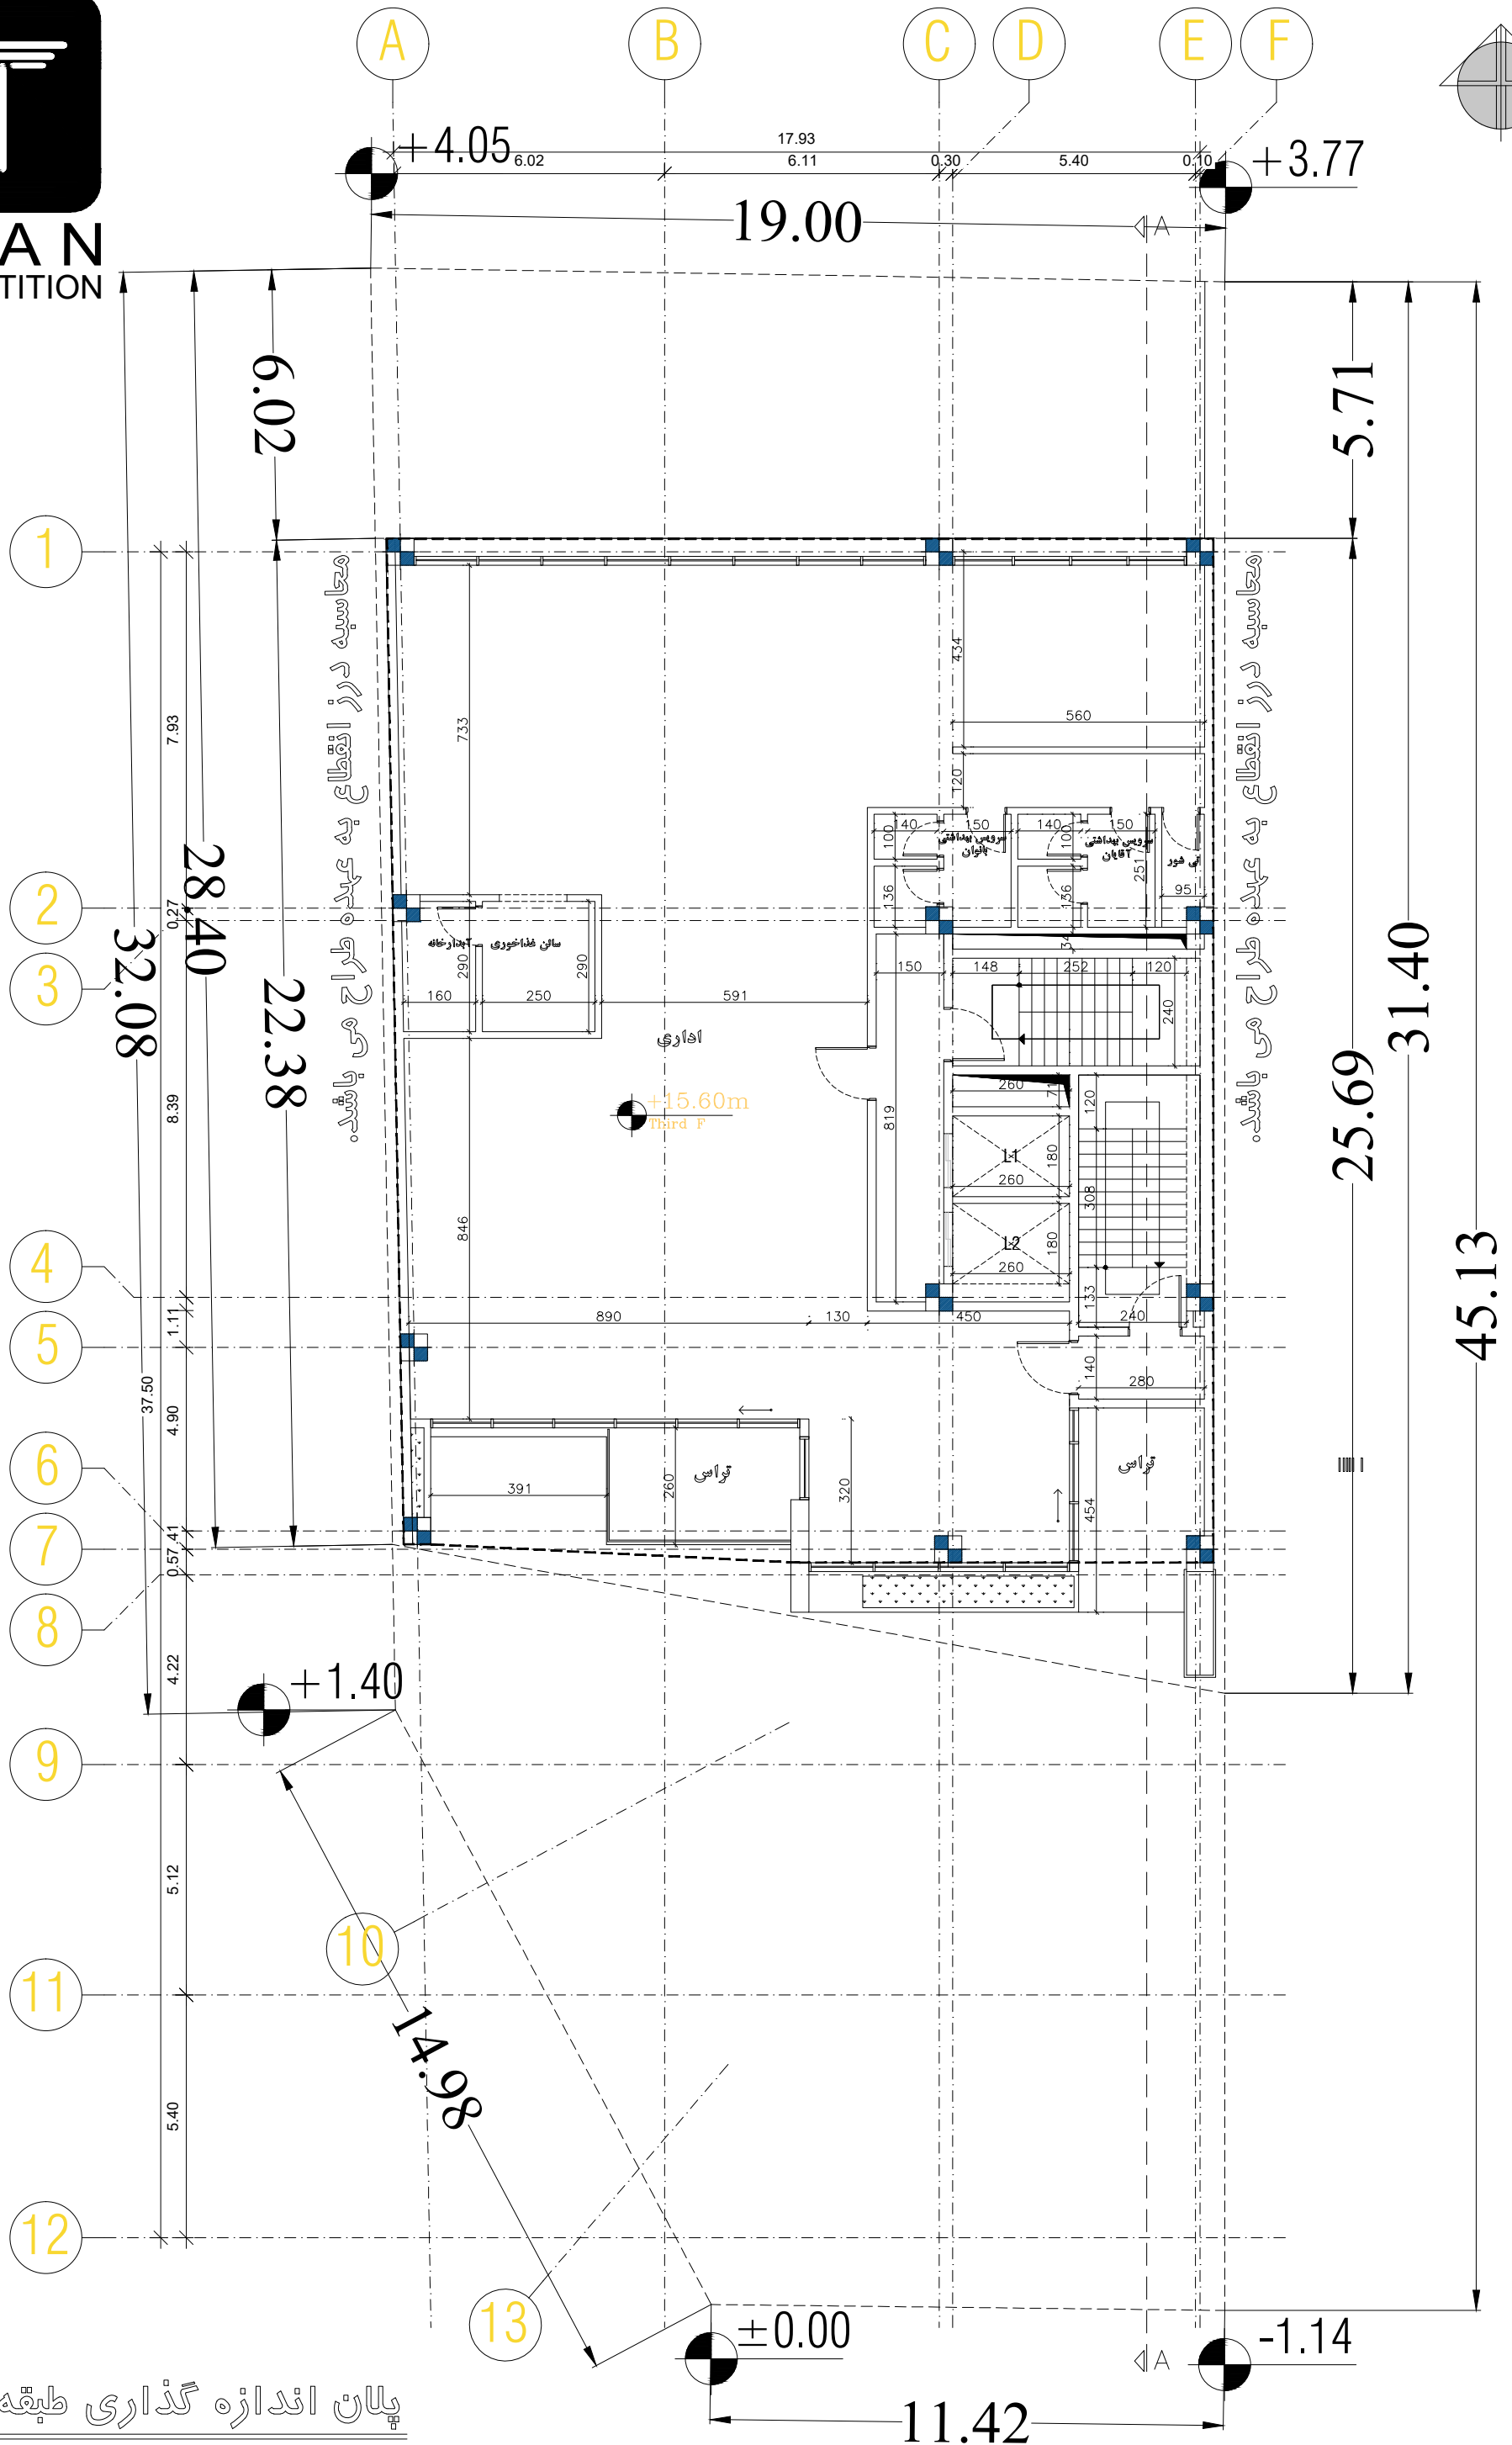 A B C D E F
A N
TITION
+4.05
17.93
6.02 6.11 0.30 5.40 0.10
+3.77
19.00
A
6.02
5.71
1
محاسبه درز انقطاع به عهده طراح می باشد.
محاسبه درز انقطاع به عهده طراح می باشد.
7.93
733
434
560
120
28.40
32.08
22.38
140 150 140 150
100 100
سرویس بهداشتی
بانوان
سرویس بهداشتی
آقایان
تی شور
251
136 136
95
2
0.27
3
آبدارخانه
سالن غذاخوری
290 290
160 250 591
34
150 148 252 120
240
اداری
31.40
25.69
+15.60m
Third F
8.39
819
260
71
120
L1
180
260
308
L2
180
260
846
133
4
1.11
5
890 130 450 240
45.13
37.50
140
280
4.90
6
تراس
تراس
391
260
320
454
7
.41
0.57
8
4.22
+1.40
9
5.12
10
11
14.98
5.40
12
13
±0.00
-1.14
A
پلان اندازه گذاری طبقه
11.42